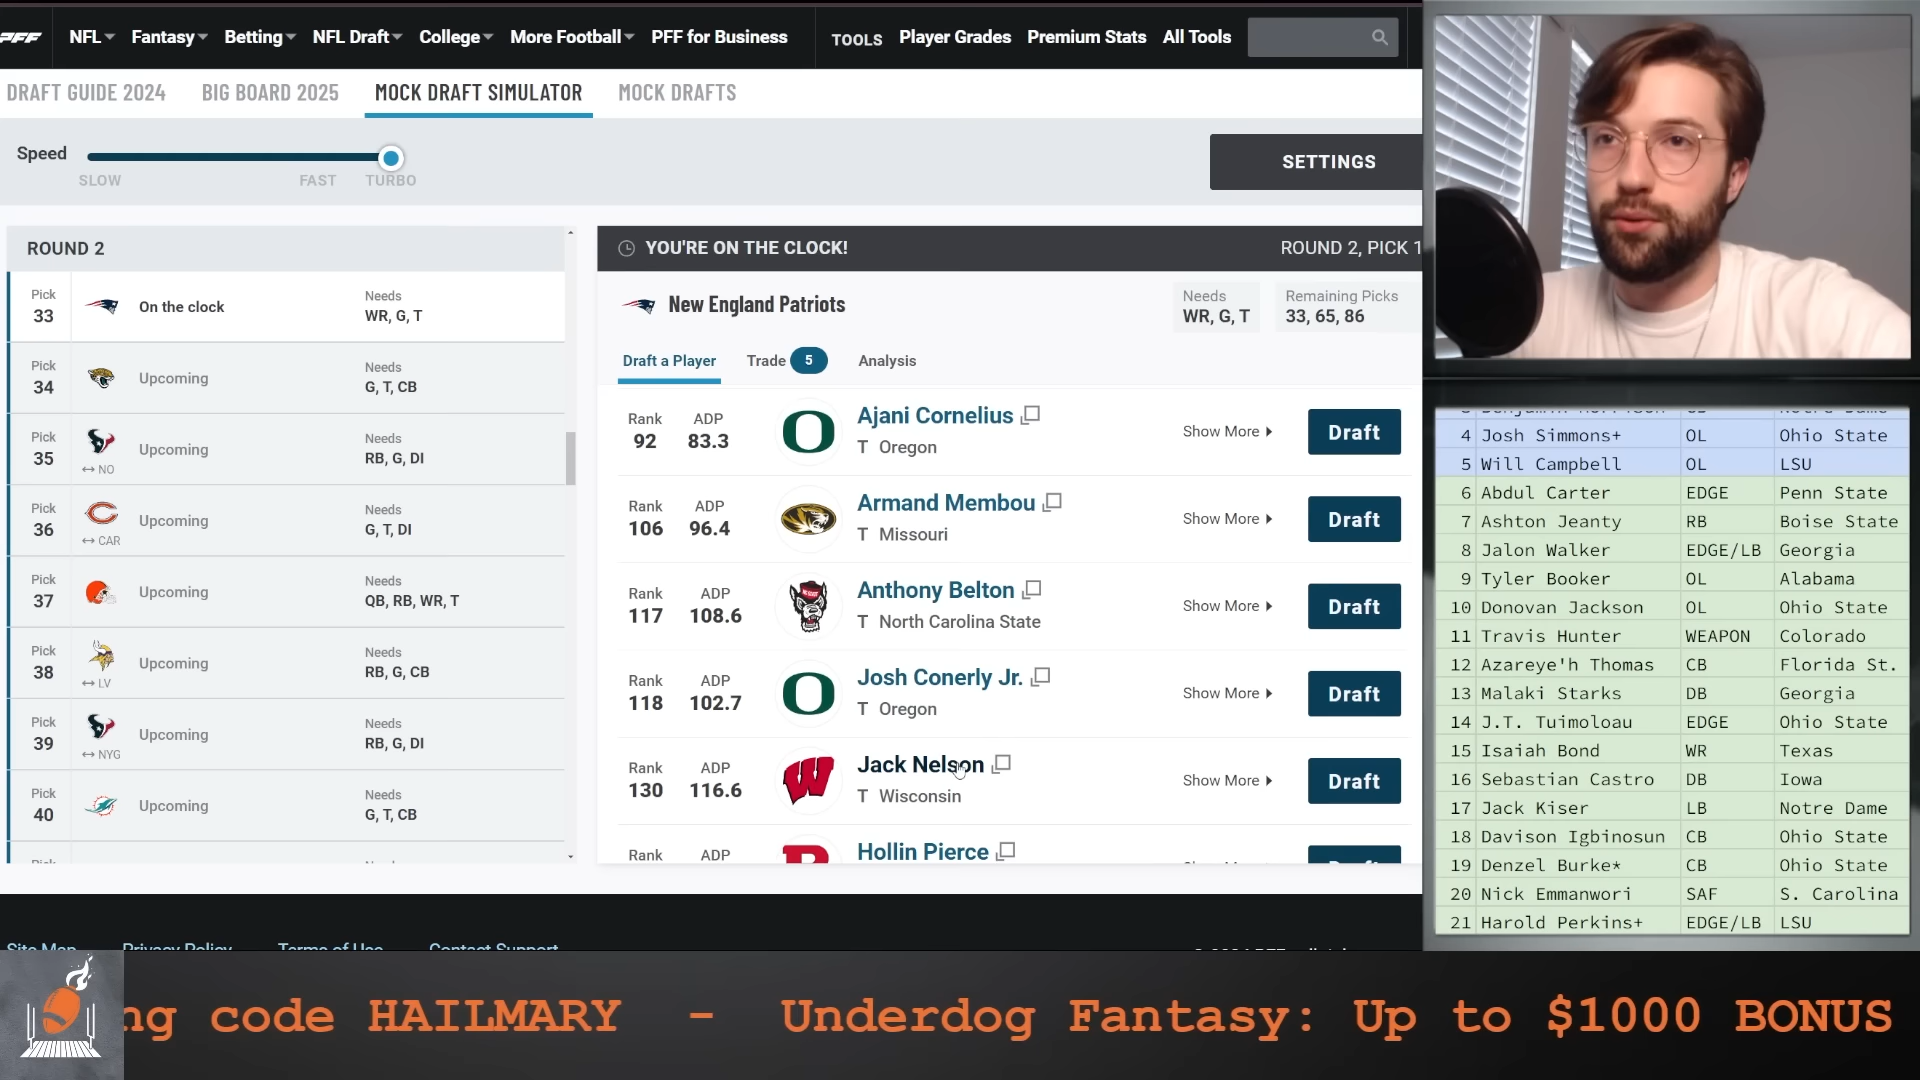 PFF NFL Fantasy Betting NFL Draft College More Football PFF for Business TOOLS Player Grades Premium Stats All Tools
DRAFT GUIDE 2024 BIG BOARD 2025 MOCK DRAFT SIMULATOR MOCK DRAFTS
Speed
SLOW FAST TURBO
SETTINGS
ROUND 2
Pick 33 On the clock Needs WR, G, T
Pick 34 Upcoming Needs G, T, CB
Pick 35 ↔ NO Upcoming Needs RB, G, DI
Pick 36 ↔ CAR Upcoming Needs G, T, DI
Pick 37 Upcoming Needs QB, RB, WR, T
Pick 38 ↔ LV Upcoming Needs RB, G, CB
Pick 39 ↔ NYG Upcoming Needs RB, G, DI
Pick 40 Upcoming Needs G, T, CB
YOU'RE ON THE CLOCK! ROUND 2, PICK 1
New England Patriots
Needs WR, G, T
Remaining Picks 33, 65, 86
Draft a Player Trade 5 Analysis
Rank 92 ADP 83.3 Ajani Cornelius T Oregon Show More Draft
Rank 106 ADP 96.4 Armand Membou T Missouri Show More Draft
Rank 117 ADP 108.6 Anthony Belton T North Carolina State Show More Draft
Rank 118 ADP 102.7 Josh Conerly Jr. T Oregon Show More Draft
Rank 130 ADP 116.6 Jack Nelson T Wisconsin Show More Draft
Rank ADP Hollin Pierce
4 Josh Simmons+ OL Ohio State
5 Will Campbell OL LSU
6 Abdul Carter EDGE Penn State
7 Ashton Jeanty RB Boise State
8 Jalon Walker EDGE/LB Georgia
9 Tyler Booker OL Alabama
10 Donovan Jackson OL Ohio State
11 Travis Hunter WEAPON Colorado
12 Azareye'h Thomas CB Florida St.
13 Malaki Starks DB Georgia
14 J.T. Tuimoloau EDGE Ohio State
15 Isaiah Bond WR Texas
16 Sebastian Castro DB Iowa
17 Jack Kiser LB Notre Dame
18 Davison Igbinosun CB Ohio State
19 Denzel Burke* CB Ohio State
20 Nick Emmanwori SAF S. Carolina
21 Harold Perkins+ EDGE/LB LSU
Site Map Privacy Policy Terms of Use Contact Support
ng code HAILMARY - Underdog Fantasy: Up to $1000 BONUS